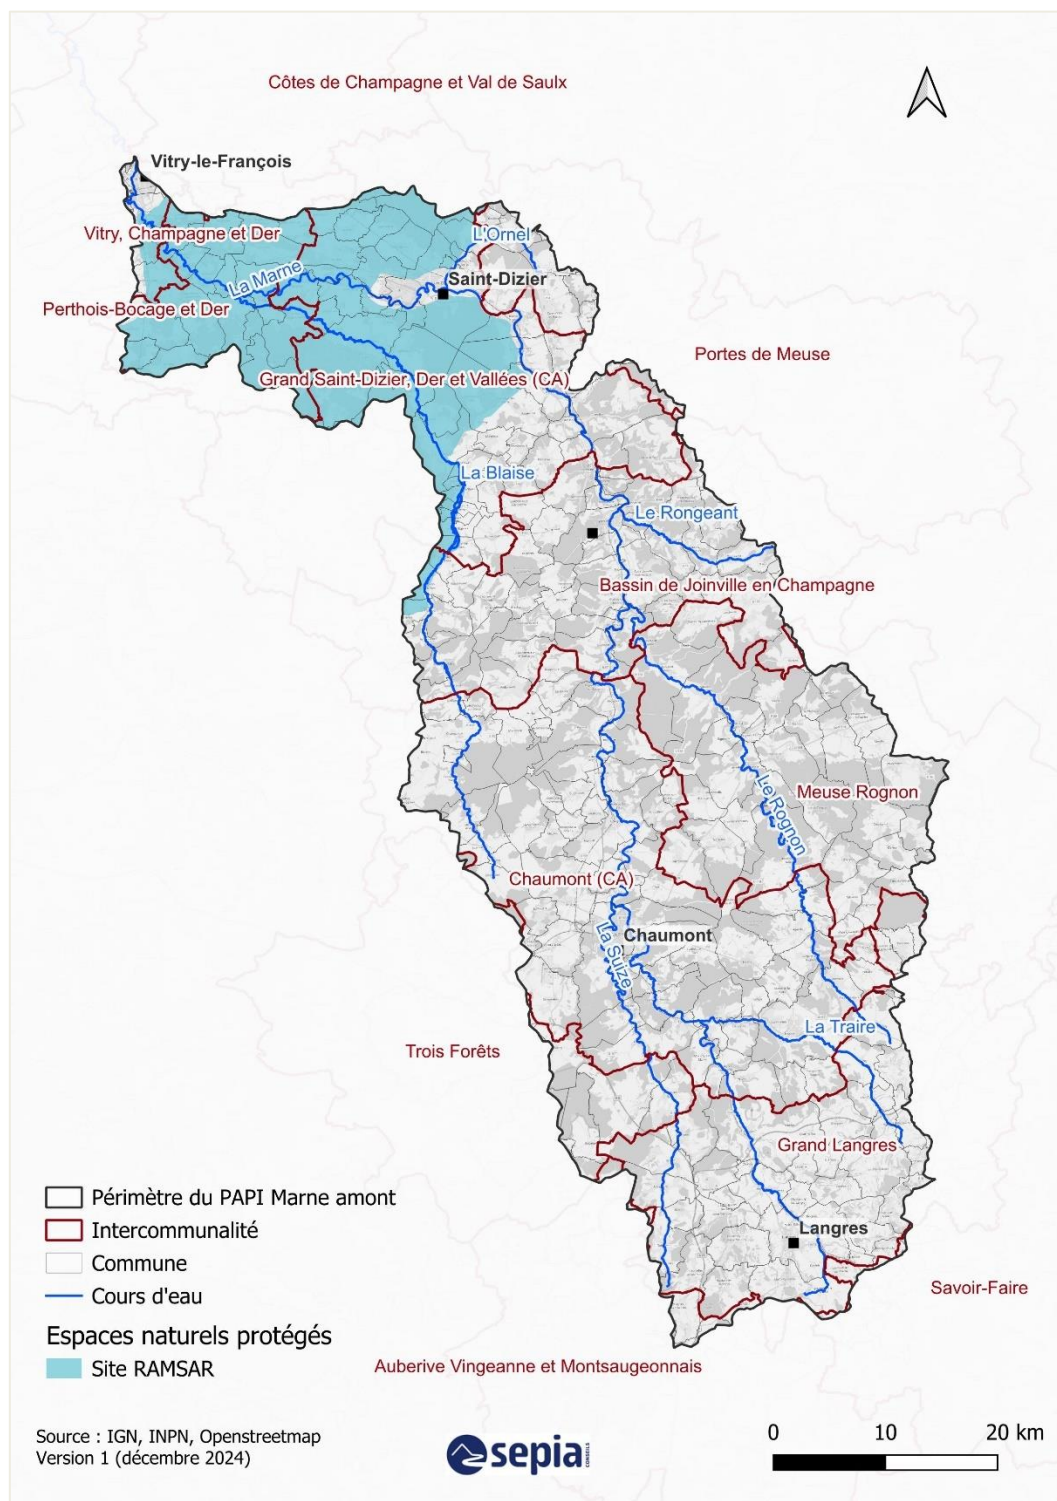 Côtes de Champagne et Val de Saulx
Vitry-le-François
Vitry, Champagne et Der
L'Ornel
La Marne
Saint-Dizier
Perthois-Bocage et Der
Portes de Meuse
Grand Saint-Dizier, Der et Vallées (CA)
La Blaise
Le Rongeant
Bassin de Joinville en Champagne
Meuse Rognon
Le Rognon
Chaumont (CA)
Chaumont
La Suize
La Traire
Trois Forêts
Grand Langres
Langres
Savoir-Faire
Auberive Vingeanne et Montsaugeonnais
Périmètre du PAPI Marne amont
Intercommunalité
Commune
Cours d'eau
Espaces naturels protégés
Site RAMSAR
Source : IGN, INPN, Openstreetmap
Version 1 (décembre 2024)
sepia
CONSEILS
0 10 20 km